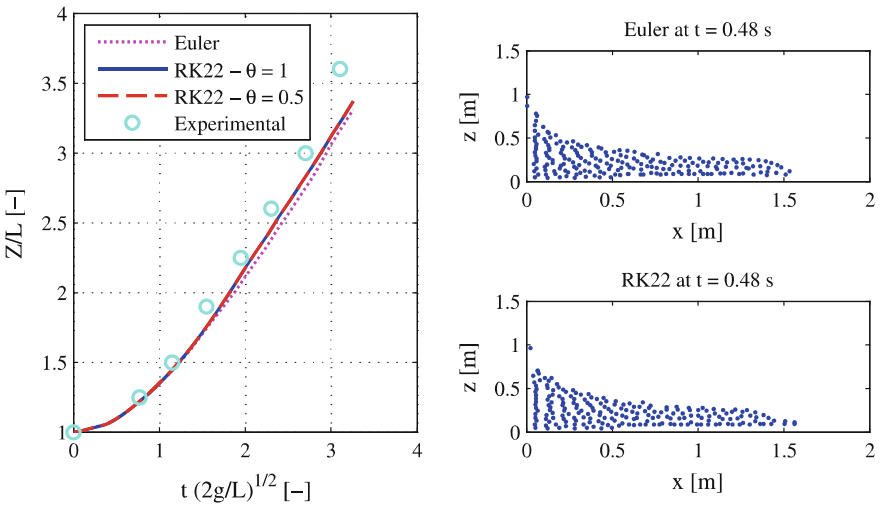 4
3.5
3
2.5
2
1.5
1
0
1
2
3
4
Z/L [−]
t (2g/L)^1/2 [−]
Euler
RK22 − θ = 1
RK22 − θ = 0.5
Experimental
Euler at t = 0.48 s
1.5
1
0.5
0
0
0.5
1
1.5
2
z [m]
x [m]
RK22 at t = 0.48 s
1.5
1
0.5
0
0
0.5
1
1.5
2
z [m]
x [m]